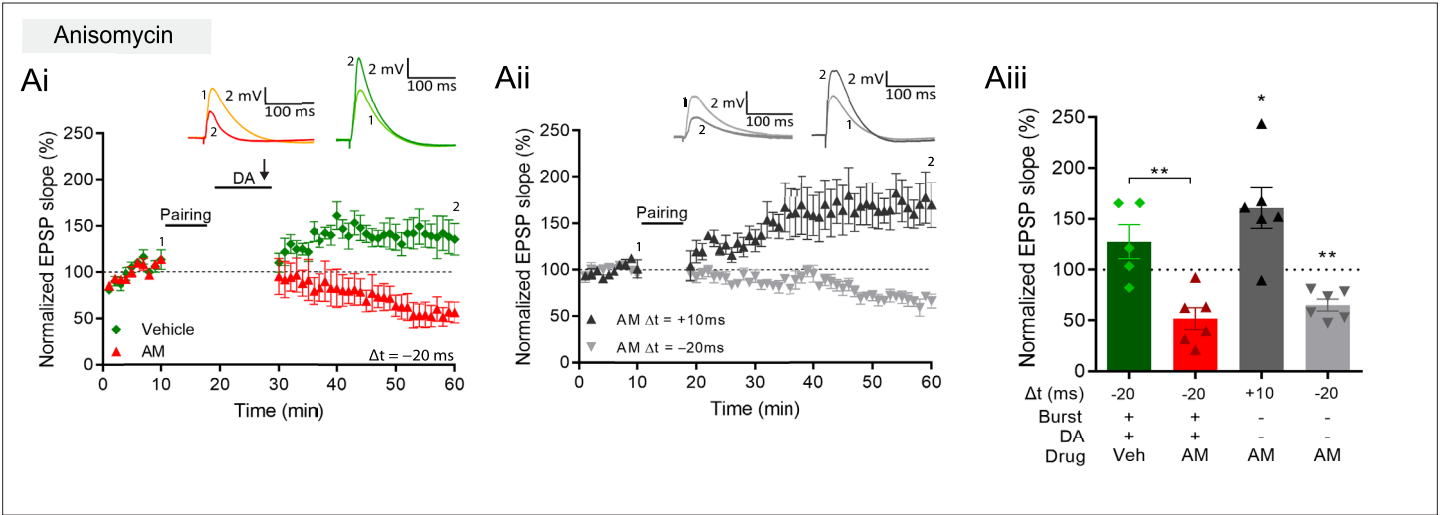 Anisomycin
Ai
Normalized EPSP slope (%)
250
200
150
100
50
0
1
2
2 mV
100 ms
2
1
2 mV
100 ms
DA
Pairing
1
2
Vehicle
AM
Δt = −20 ms
0 10 20 30 40 50 60
Time (min)
Aii
Normalized EPSP slope (%)
250
200
150
100
50
0
1
2
2 mV
100 ms
2
1
2 mV
100 ms
Pairing
1
2
AM Δt = +10ms
AM Δt = −20ms
0 10 20 30 40 50 60
Time (min)
Aiii
Normalized EPSP slope (%)
250
200
150
100
50
0
**
*
**
Δt (ms) -20 -20 +10 -20
Burst + + - -
DA + + - -
Drug Veh AM AM AM